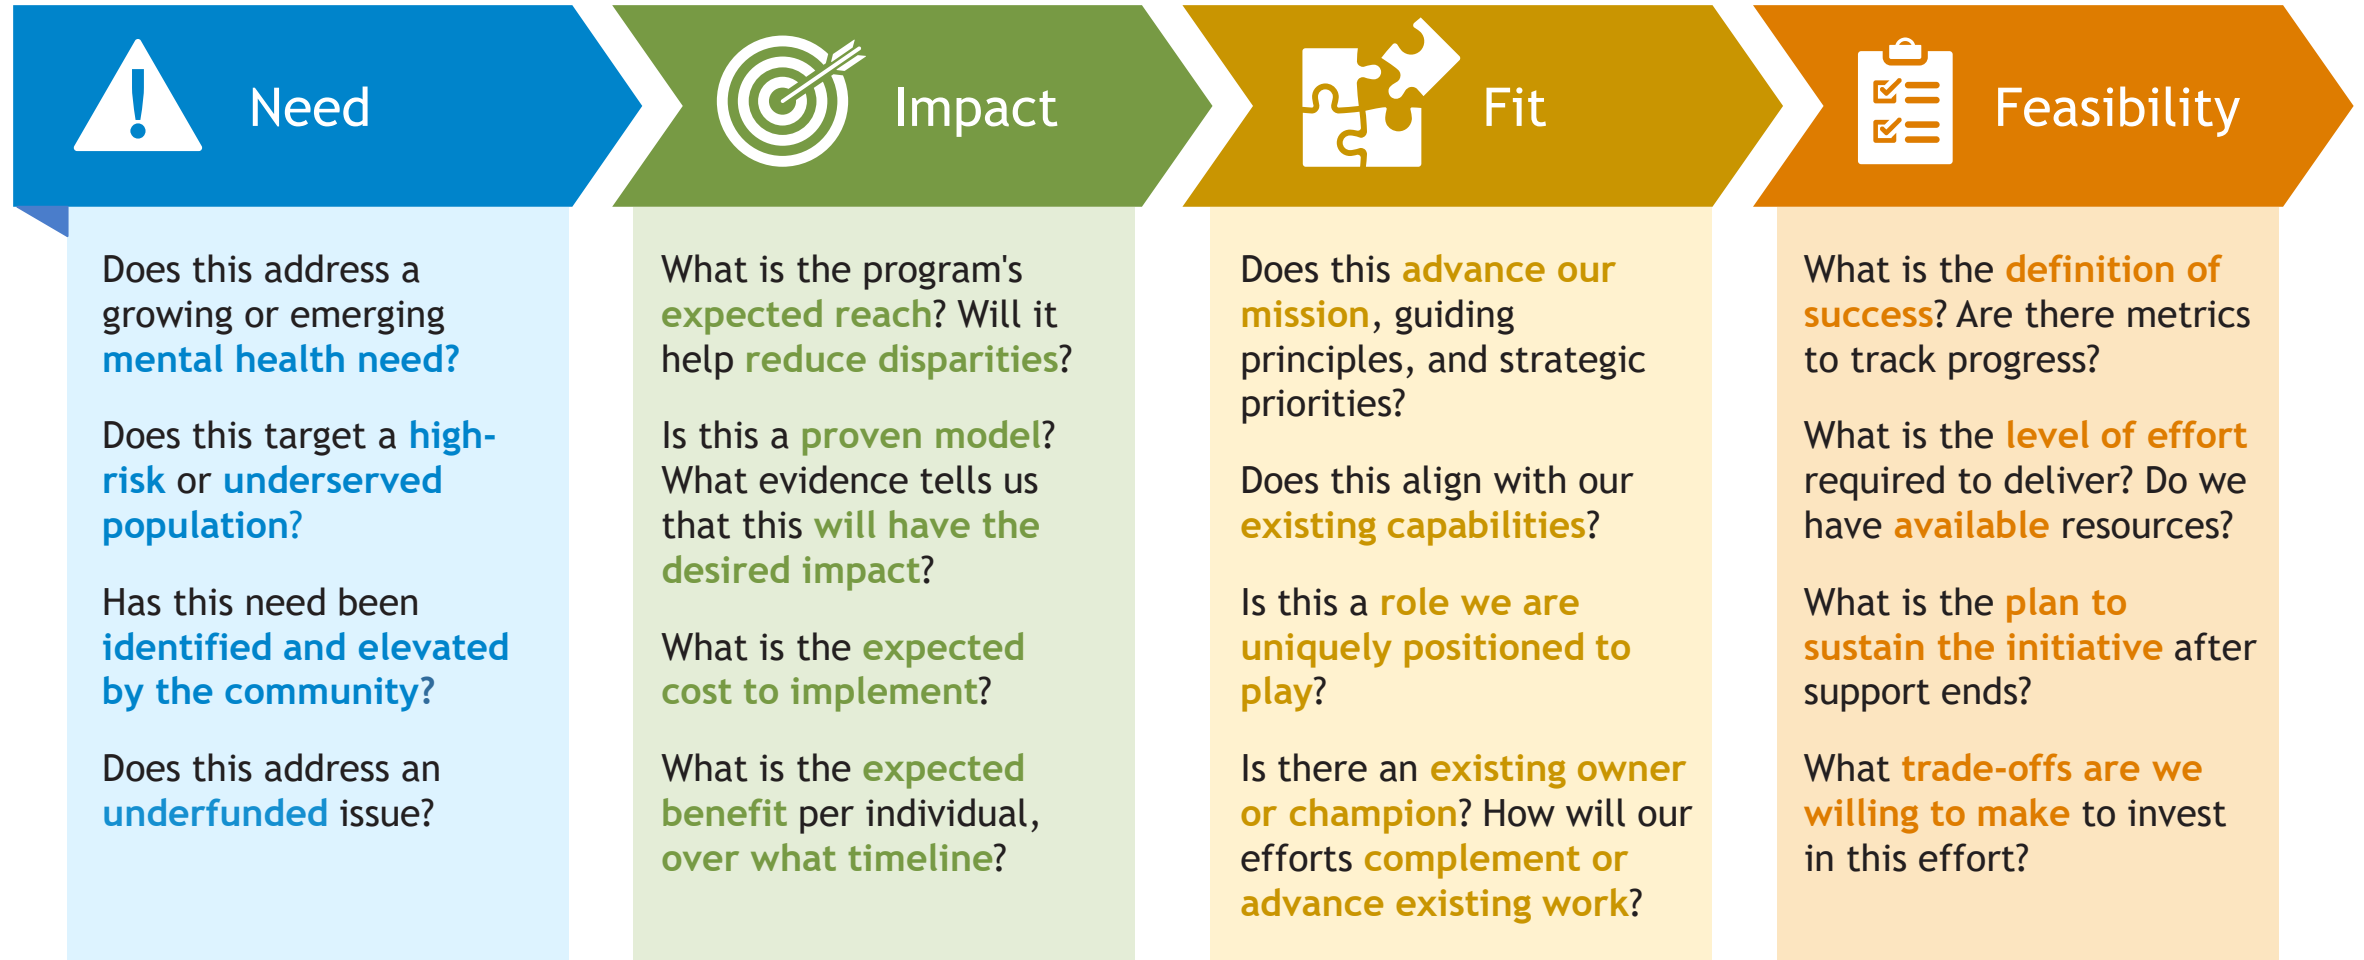 Need
Does this address a
growing or emerging
mental health need?
Does this target a high-
risk or underserved
population?
Has this need been
identified and elevated
by the community?
Does this address an
underfunded issue?
Impact
What is the program's
expected reach? Will it
help reduce disparities?
Is this a proven model?
What evidence tells us
that this will have the
desired impact?
What is the expected
cost to implement?
What is the expected
benefit per individual,
over what timeline?
Fit
Does this advance our
mission, guiding
principles, and strategic
priorities?
Does this align with our
existing capabilities?
Is this a role we are
uniquely positioned to
play?
Is there an existing owner
or champion? How will our
efforts complement or
advance existing work?
Feasibility
What is the definition of
success? Are there metrics
to track progress?
What is the level of effort
required to deliver? Do we
have available resources?
What is the plan to
sustain the initiative after
support ends?
What trade-offs are we
willing to make to invest
in this effort?